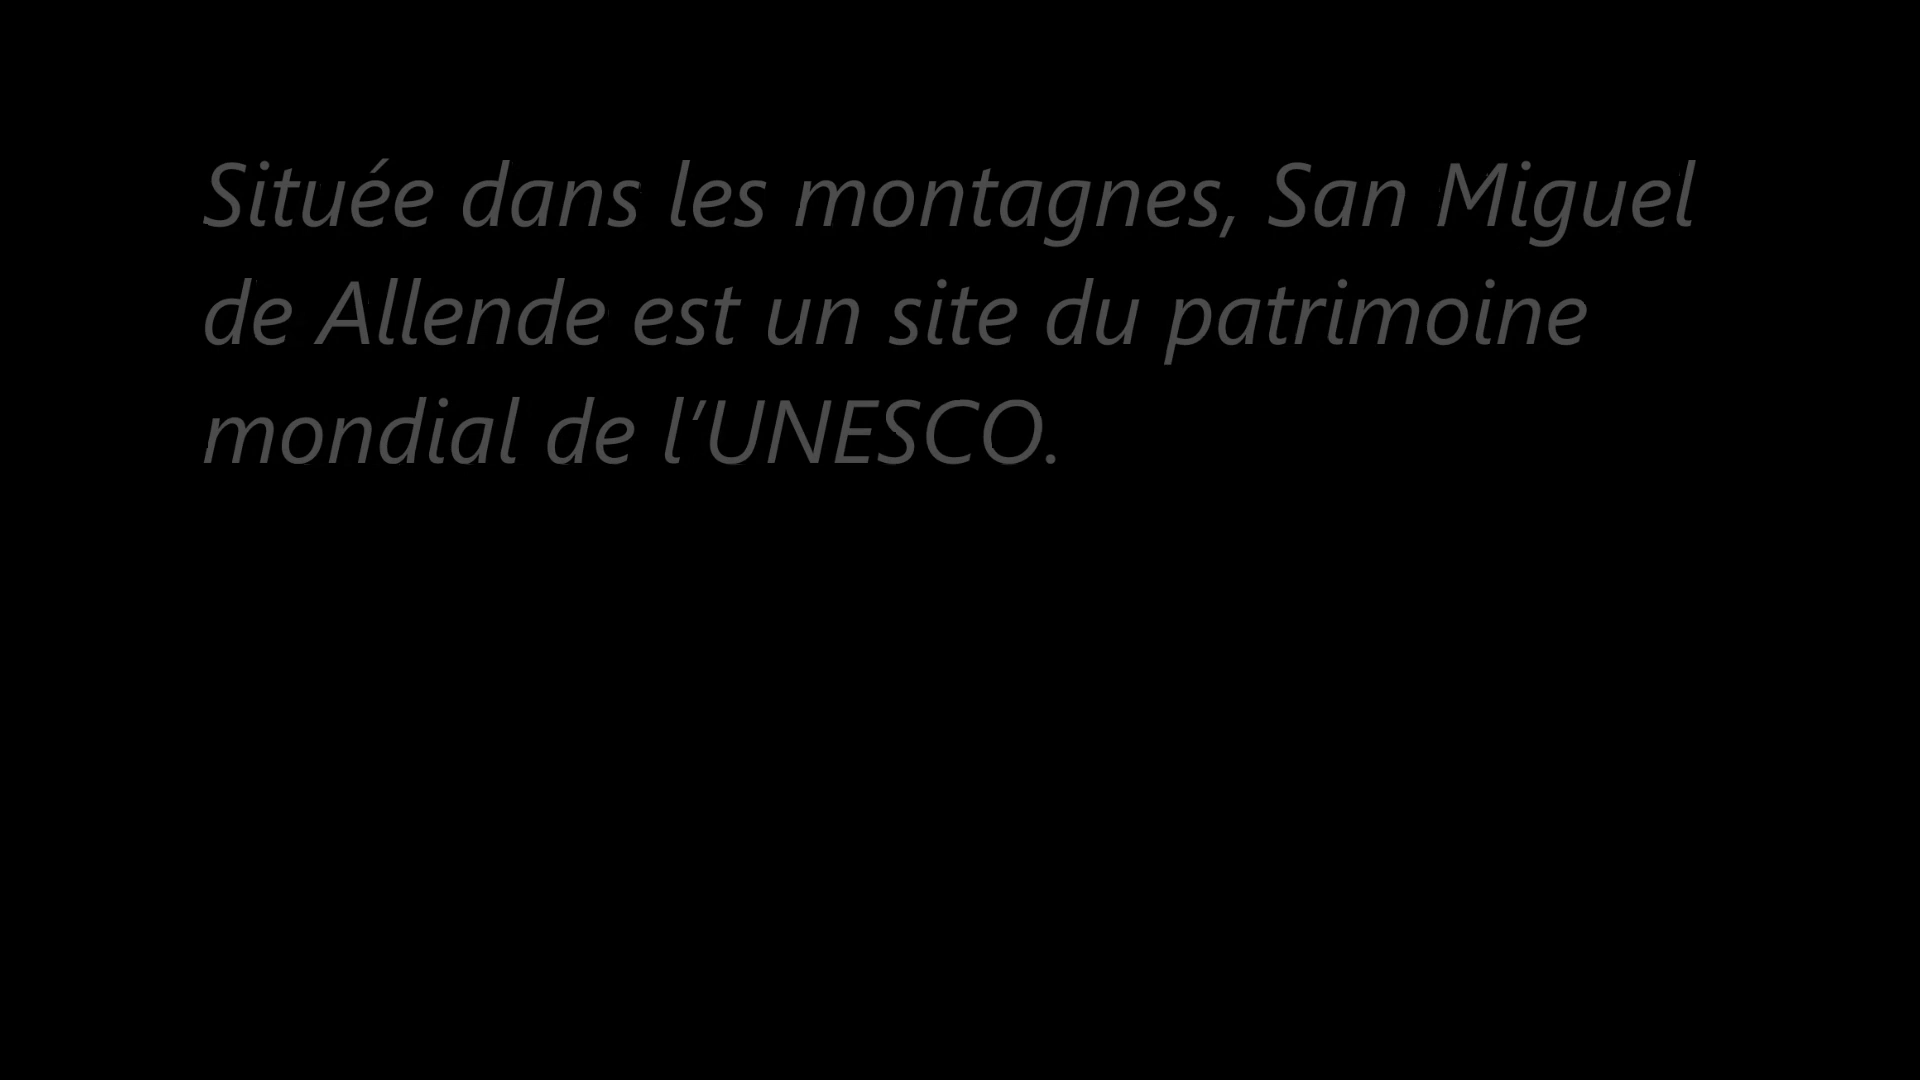 Située dans les montagnes, San Miguel
de Allende est un site du patrimoine
mondial de l’UNESCO.